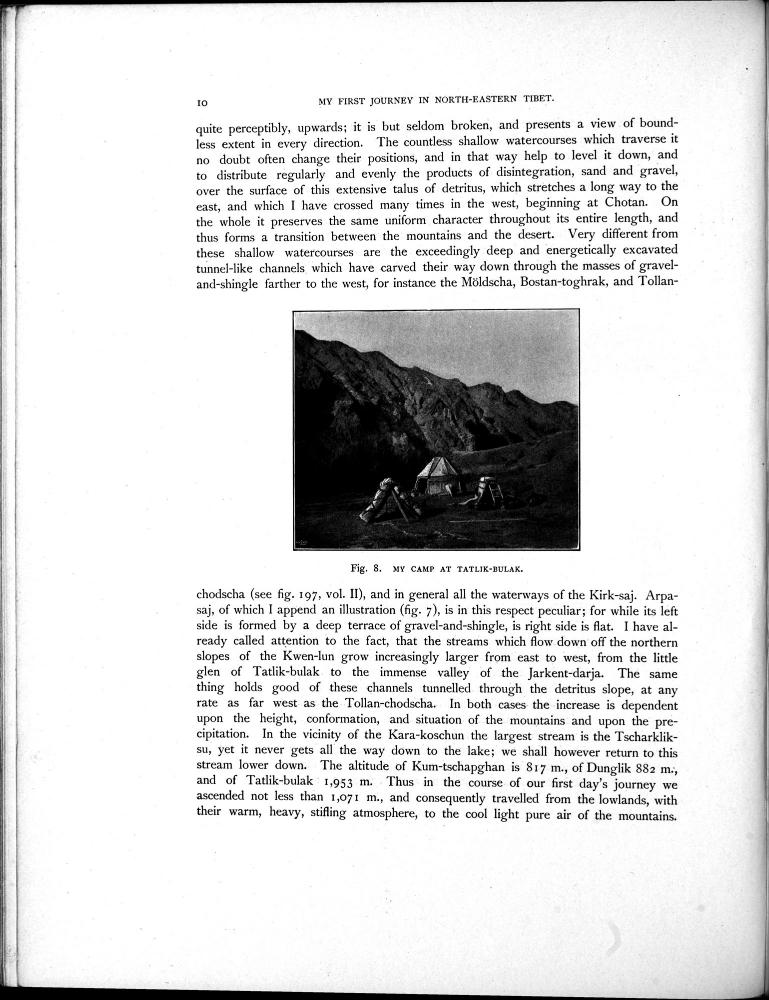 10 MY FIRST JOURNEY IN NORTH-EASTERN TIBET.
quite perceptibly, upwards; it is but seldom broken, and presents a view of bound-
less extent in every direction. The countless shallow watercourses which traverse it
no doubt often change their positions, and in that way help to level it down, and
to distribute regularly and evenly the products of disintegration, sand and gravel,
over the surface of this extensive talus of detritus, which stretches a long way to the
east, and which I have crossed many times in the west, beginning at Chotan. On
the whole it preserves the same uniform character throughout its entire length, and
thus forms a transition between the mountains and the desert. Very different from
these shallow watercourses are the exceedingly deep and energetically excavated
tunnel-like channels which have carved their way down through the masses of gravel-
and-shingle farther to the west, for instance the Möldscha, Bostan-toghrak, and Tollan-
Fig. 8. MY CAMP AT TATLIK-BULAK.
chodscha (see fig. 197, vol. II), and in general all the waterways of the Kirk-saj. Arpa-
saj, of which I append an illustration (fig. 7), is in this respect peculiar; for while its left
side is formed by a deep terrace of gravel-and-shingle, is right side is flat. I have al-
ready called attention to the fact, that the streams which flow down off the northern
slopes of the Kwen-lun grow increasingly larger from east to west, from the little
glen of Tatlik-bulak to the immense valley of the Jarkent-darja. The same
thing holds good of these channels tunnelled through the detritus slope, at any
rate as far west as the Tollan-chodscha. In both cases the increase is dependent
upon the height, conformation, and situation of the mountains and upon the pre-
cipitation. In the vicinity of the Kara-koschun the largest stream is the Tscharklik-
su, yet it never gets all the way down to the lake; we shall however return to this
stream lower down. The altitude of Kum-tschapghan is 817 m., of Dunglik 882 m.,
and of Tatlik-bulak 1,953 m. Thus in the course of our first day's journey we
ascended not less than 1,071 m., and consequently travelled from the lowlands, with
their warm, heavy, stifling atmosphere, to the cool light pure air of the mountains.